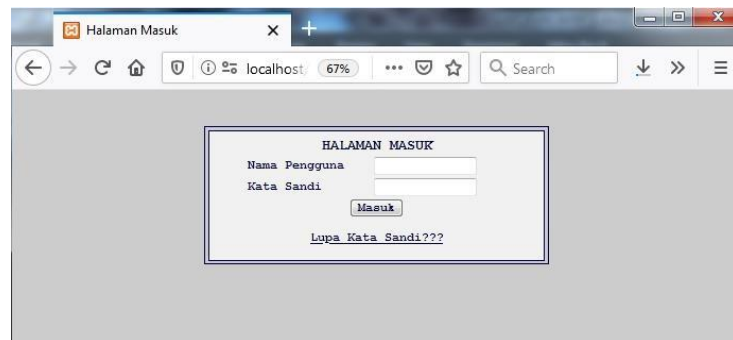 Halaman Masuk
localhost/ 67% Search
HALAMAN MASUK
Nama Pengguna
Kata Sandi
Masuk
Lupa Kata Sandi???